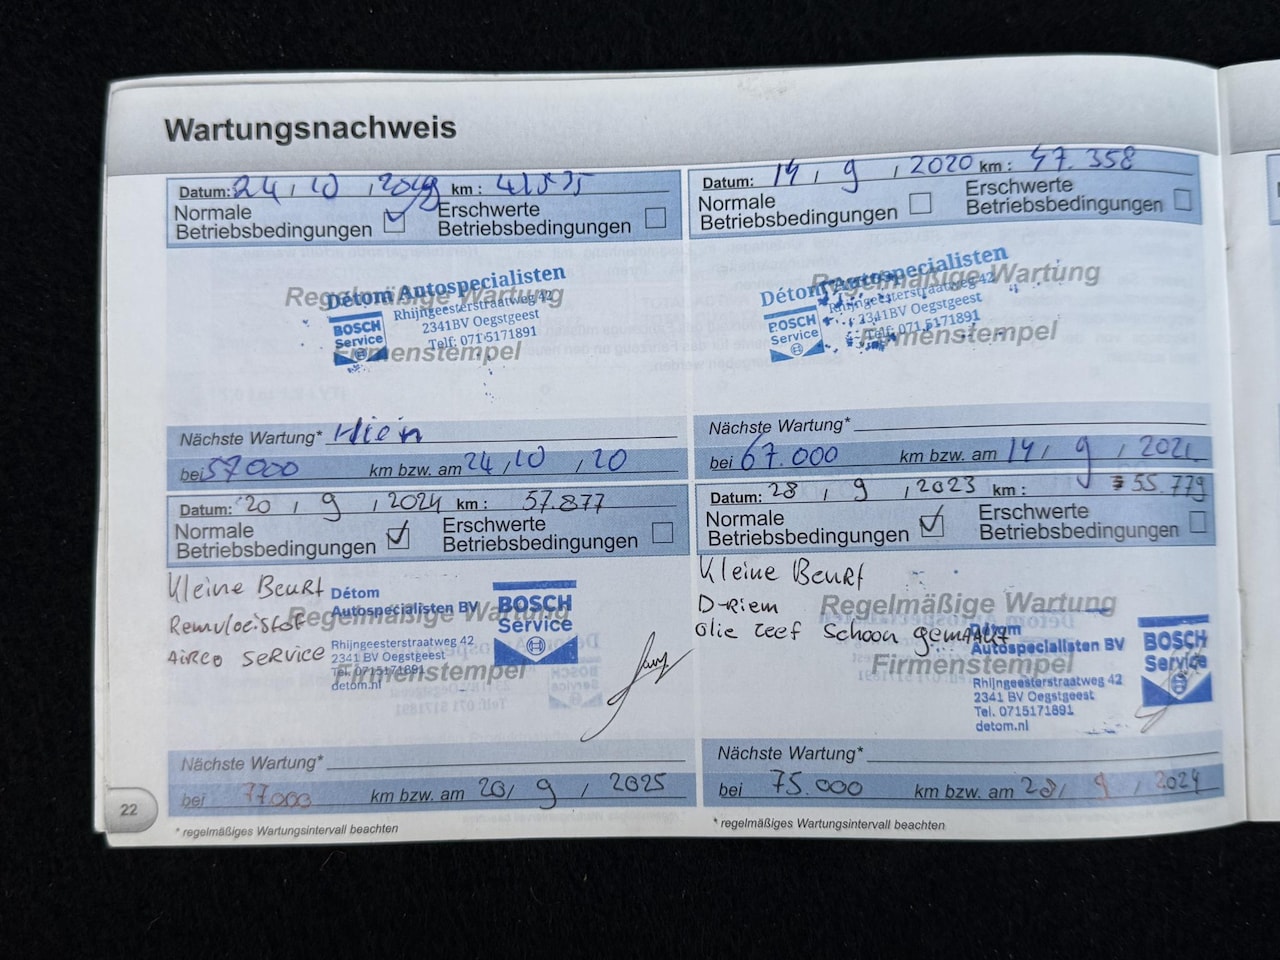 Wartungsnachweis
Datum: 24 / 10 , 2019 km : 41.535
Normale Betriebsbedingungen ✓ Erschwerte Betriebsbedingungen
Regelmäßige Wartung
Détom Autospecialisten
Rhijngeesterstraatweg 42
2341BV Oegstgeest
Telf: 0715171891
BOSCH
Service
Firmenstempel
Nächste Wartung*
bei 57000 km bzw. am 24 / 10 , 20
Datum: 14 , 9 , 2020 km : 47.358
Normale Betriebsbedingungen Erschwerte Betriebsbedingungen
Regelmäßige Wartung
Détom Autospecialisten
Rhijngeesterstraatweg 42
2341BV Oegstgeest
Telf: 0715171891
BOSCH
Service
Firmenstempel
Nächste Wartung*
bei 67.000 km bzw. am 14 , 9 , 2021
Datum: 20 , 9 , 2024 km : 57.877
Normale Betriebsbedingungen ✓ Erschwerte Betriebsbedingungen
Kleine Beurt
Remvloeistof
Airco Service
Regelmäßige Wartung
Détom
Autospecialisten BV
Rhijngeesterstraatweg 42
2341 BV Oegstgeest
Tel. 0715171891
detom.nl
BOSCH
Service
Firmenstempel
Nächste Wartung*
bei 77000 km bzw. am 20 , 9 , 2025
Datum: 28 , 9 , 2023 km : 55.779
Normale Betriebsbedingungen ✓ Erschwerte Betriebsbedingungen
Kleine Beurt
D-Riem
Olie zeef schoon gemaakt
Regelmäßige Wartung
Détom
Autospecialisten BV
Rhijngeesterstraatweg 42
2341 BV Oegstgeest
Tel. 0715171891
detom.nl
BOSCH
Service
Firmenstempel
Nächste Wartung*
bei 75.000 km bzw. am 28 , 9 , 2024
22
* regelmäßiges Wartungsintervall beachten
* regelmäßiges Wartungsintervall beachten